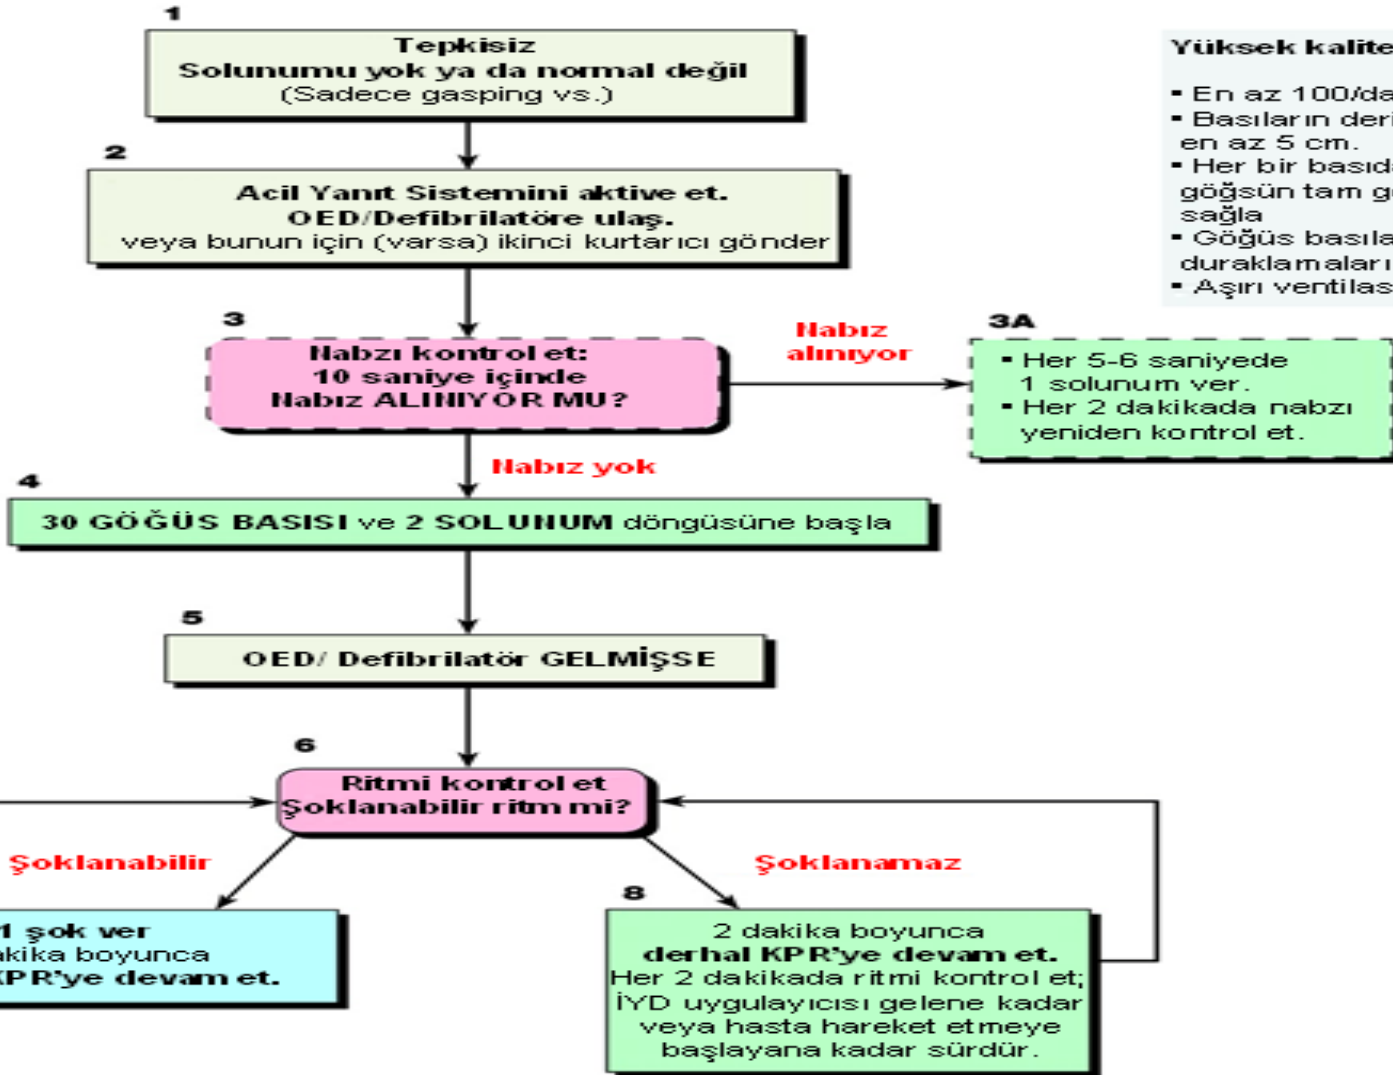 1
Tepkisiz
Solunumu yok ya da normal değil
(Sadece gasping vs.)
2
Acil Yanıt Sistemini aktive et.
OED/Defibrilatöre ulaş.
veya bunun için (varsa) ikinci kurtarıcı gönder
Yüksek kalite
▪ En az 100/da
▪ Basıların deri
en az 5 cm.
▪ Her bir basıda
göğsün tam ge
sağla
▪ Göğüs basıla
duraklamaları
▪ Aşırı ventilas
3
Nabzı kontrol et:
10 saniye içinde
Nabız ALINIYOR MU?
Nabız
alınıyor
3A
▪ Her 5-6 saniyede
1 solunum ver.
▪ Her 2 dakikada nabzı
yeniden kontrol et.
Nabız yok
4
30 GÖĞÜS BASISI ve 2 SOLUNUM döngüsüne başla
5
OED/ Defibrilatör GELMİŞSE
6
Ritmi kontrol et
Şoklanabilir ritm mi?
Şoklanabilir
Şoklanamaz
1 şok ver
akika boyunca
KPR'ye devam et.
8
2 dakika boyunca
derhal KPR'ye devam et.
Her 2 dakikada ritmi kontrol et;
İYD uygulayıcısı gelene kadar
veya hasta hareket etmeye
başlayana kadar sürdür.